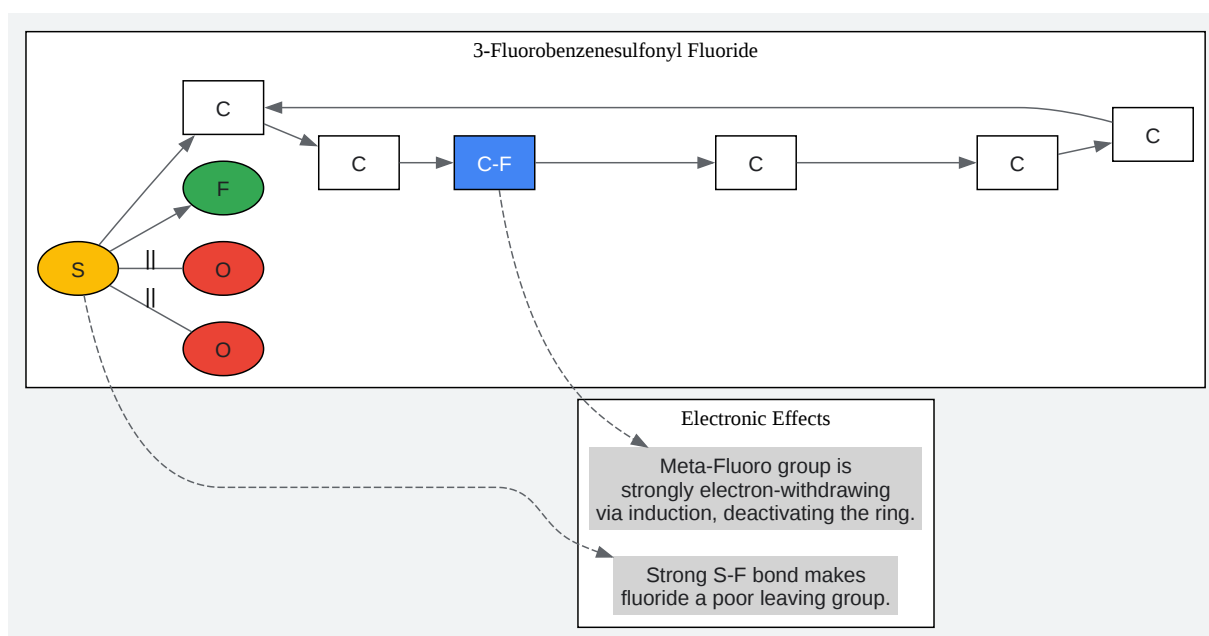 3-Fluorobenzenesulfonyl Fluoride
C
C
C
C-F
C
C
F
S
||
O
||
O
Electronic Effects
Meta-Fluoro group is
strongly electron-withdrawing
via induction, deactivating the ring.
Strong S-F bond makes
fluoride a poor leaving group.